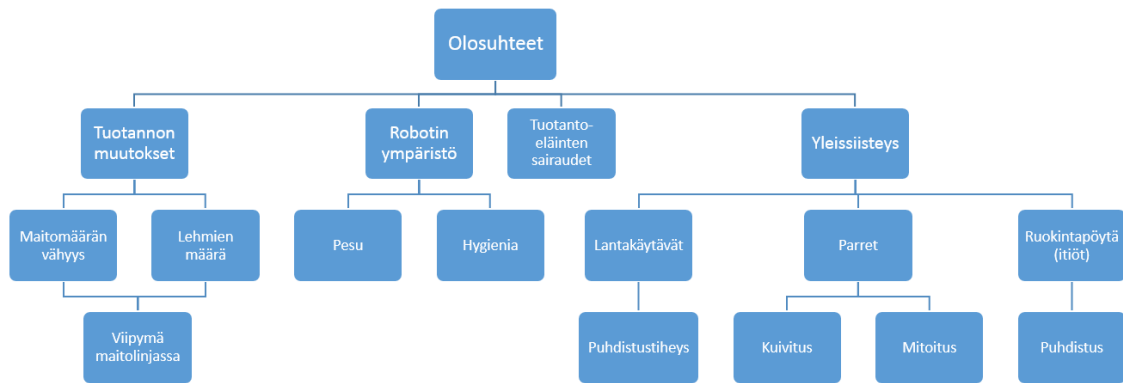 Olosuhteet
Tuotannon
muutokset
Robotin
ympäristö
Tuotanto-
eläinten
sairaudet
Yleissiisteys
Maitomäärän
vähyys
Lehmien
määrä
Pesu
Hygienia
Lantakäytävät
Parret
Ruokintapöytä
(itiöt)
Viipymä
maitolinjassa
Puhdistustiheys
Kuivitus
Mitoitus
Puhdistus